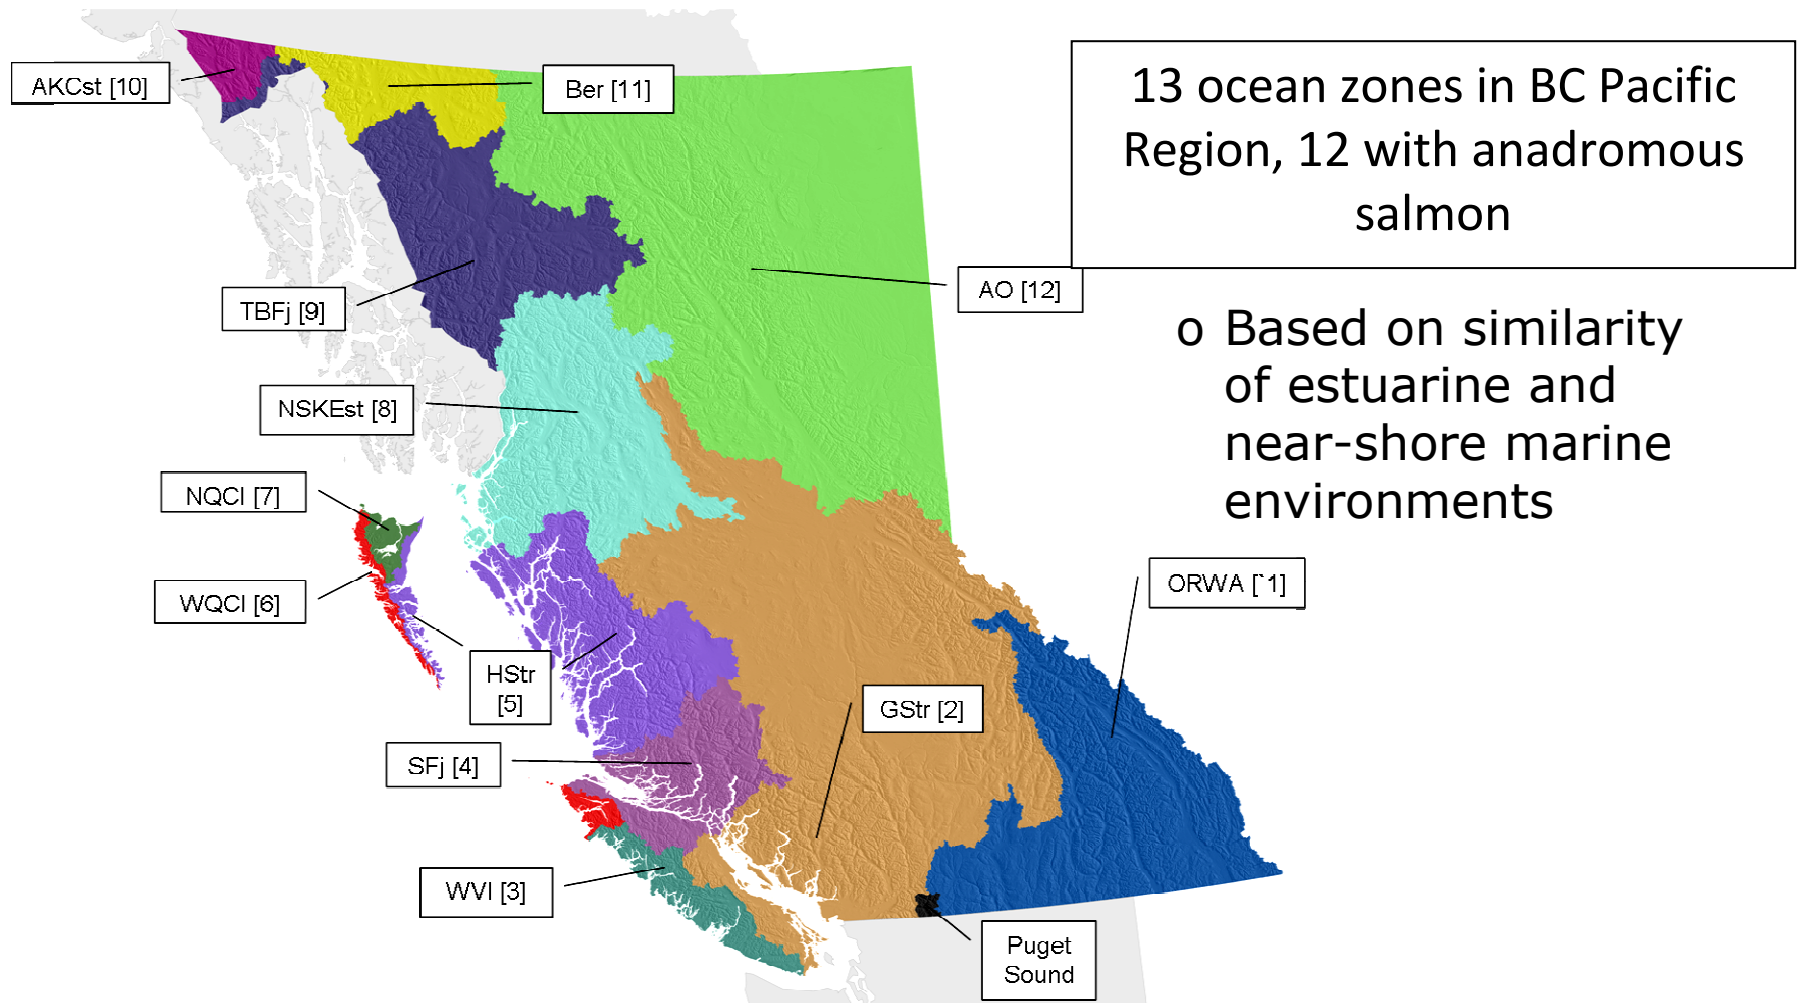 13 ocean zones in BC Pacific
Region, 12 with anadromous
salmon
o Based on similarity
of estuarine and
near-shore marine
environments
AKCst [10]
Ber [11]
AO [12]
TBFj [9]
NSKEst [8]
NQCI [7]
WQCI [6]
HStr
[5]
ORWA [`1]
GStr [2]
SFj [4]
WVI [3]
Puget
Sound